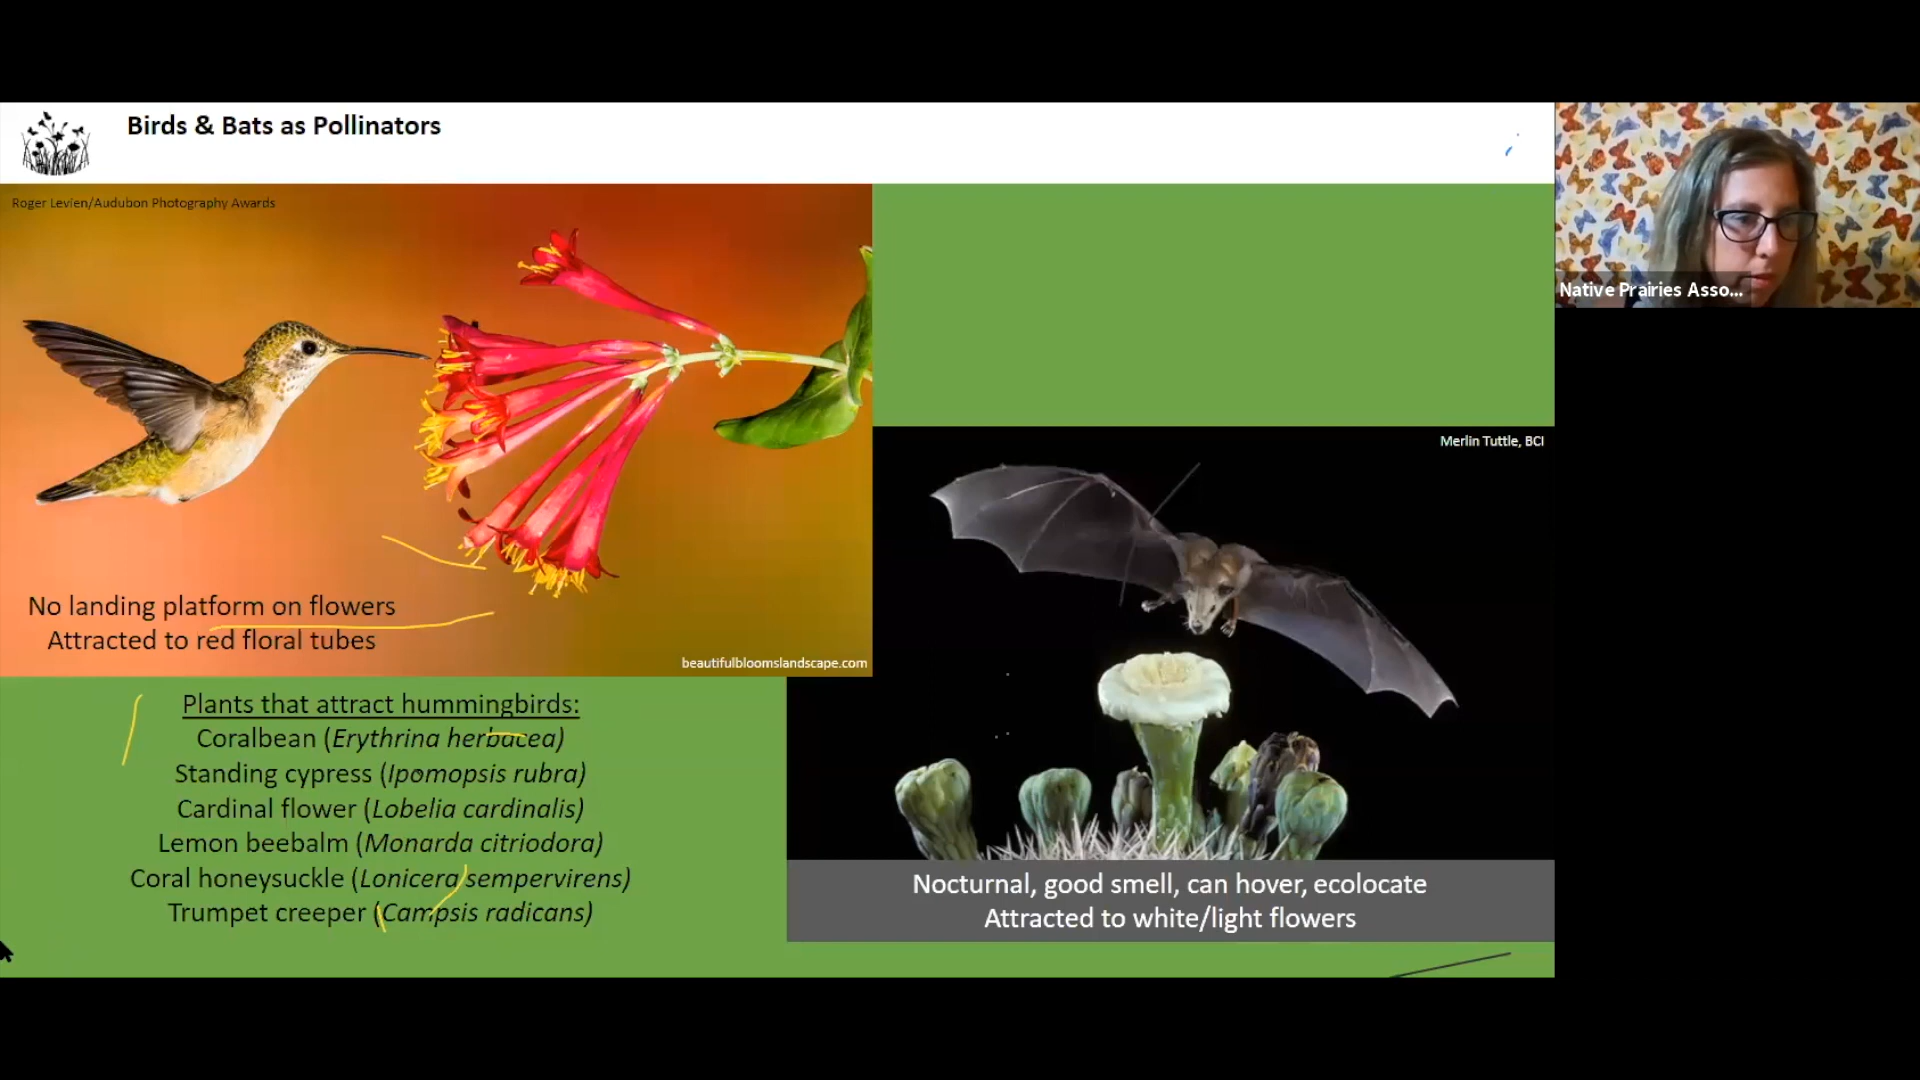 Birds & Bats as Pollinators
Roger Levien/Audubon Photography Awards
No landing platform on flowers
Attracted to red floral tubes
beautifulbloomslandscape.com
Plants that attract hummingbirds:
Coralbean (Erythrina herbacea)
Standing cypress (Ipomopsis rubra)
Cardinal flower (Lobelia cardinalis)
Lemon beebalm (Monarda citriodora)
Coral honeysuckle (Lonicera sempervirens)
Trumpet creeper (Campsis radicans)
Merlin Tuttle, BCI
Nocturnal, good smell, can hover, ecolocate
Attracted to white/light flowers
Native Prairies Asso...